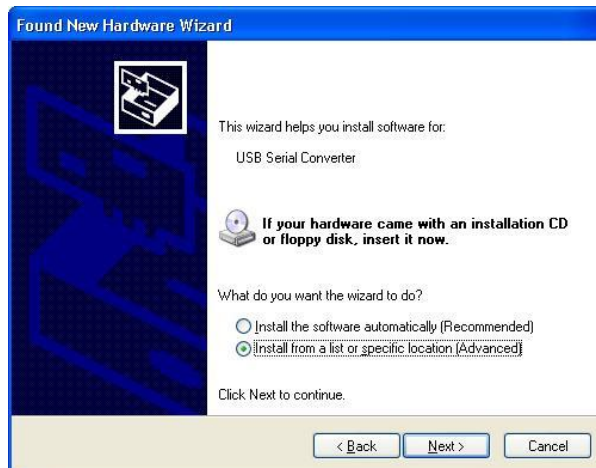 Found New Hardware Wizard
This wizard helps you install software for:
USB Serial Converter
If your hardware came with an installation CD
or floppy disk, insert it now.
What do you want the wizard to do?
Install the software automatically (Recommended)
Install from a list or specific location (Advanced)
Click Next to continue.
< Back Next > Cancel